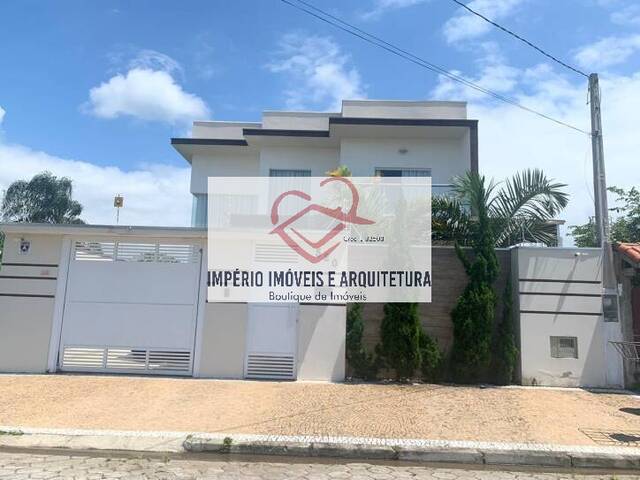 IMPÉRIO IMÓVEIS E ARQUITETURA
Boutique de Imóveis